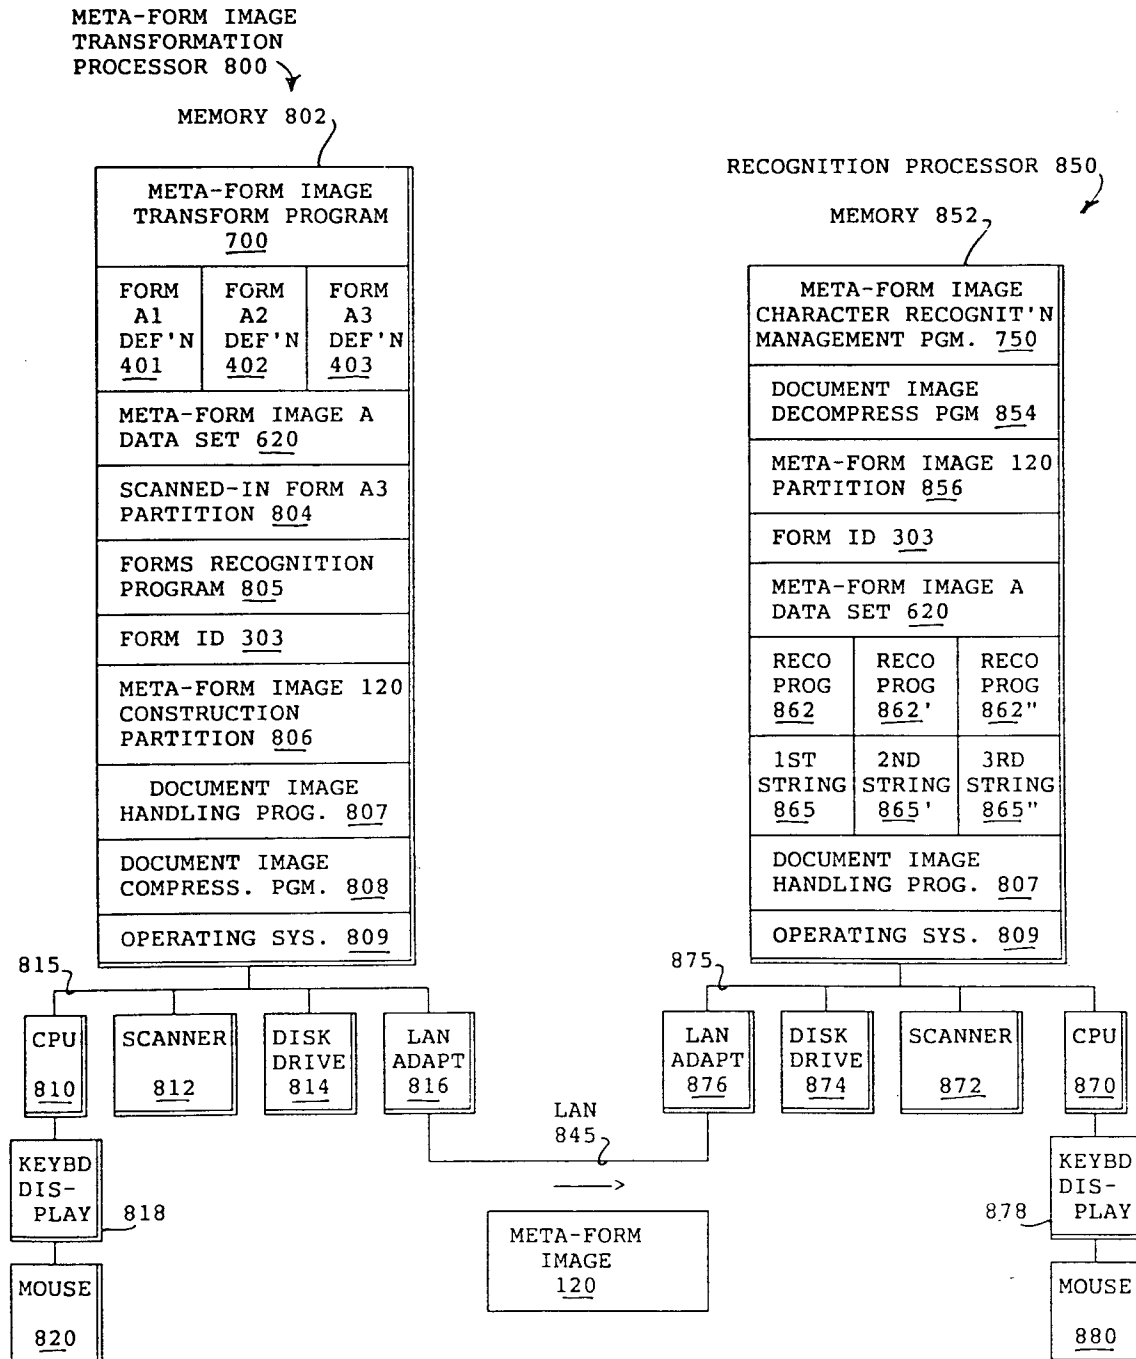 META-FORM IMAGE
TRANSFORMATION
PROCESSOR 800
MEMORY 802
META-FORM IMAGE
TRANSFORM PROGRAM
700
FORM
A1
DEF'N
401
FORM
A2
DEF'N
402
FORM
A3
DEF'N
403
META-FORM IMAGE A
DATA SET 620
SCANNED-IN FORM A3
PARTITION 804
FORMS RECOGNITION
PROGRAM 805
FORM ID 303
META-FORM IMAGE 120
CONSTRUCTION
PARTITION 806
DOCUMENT IMAGE
HANDLING PROG. 807
DOCUMENT IMAGE
COMPRESS. PGM. 808
OPERATING SYS. 809
815
CPU
810
SCANNER
812
DISK
DRIVE
814
LAN
ADAPT
816
KEYBD
DIS-
PLAY
818
MOUSE
820
RECOGNITION PROCESSOR 850
MEMORY 852
META-FORM IMAGE
CHARACTER RECOGNIT'N
MANAGEMENT PGM. 750
DOCUMENT IMAGE
DECOMPRESS PGM 854
META-FORM IMAGE 120
PARTITION 856
FORM ID 303
META-FORM IMAGE A
DATA SET 620
RECO
PROG
862
RECO
PROG
862'
RECO
PROG
862"
1ST
STRING
865
2ND
STRING
865'
3RD
STRING
865"
DOCUMENT IMAGE
HANDLING PROG. 807
OPERATING SYS. 809
875
LAN
ADAPT
876
DISK
DRIVE
874
SCANNER
872
CPU
870
KEYBD
DIS-
PLAY
878
MOUSE
880
LAN
845
META-FORM
IMAGE
120